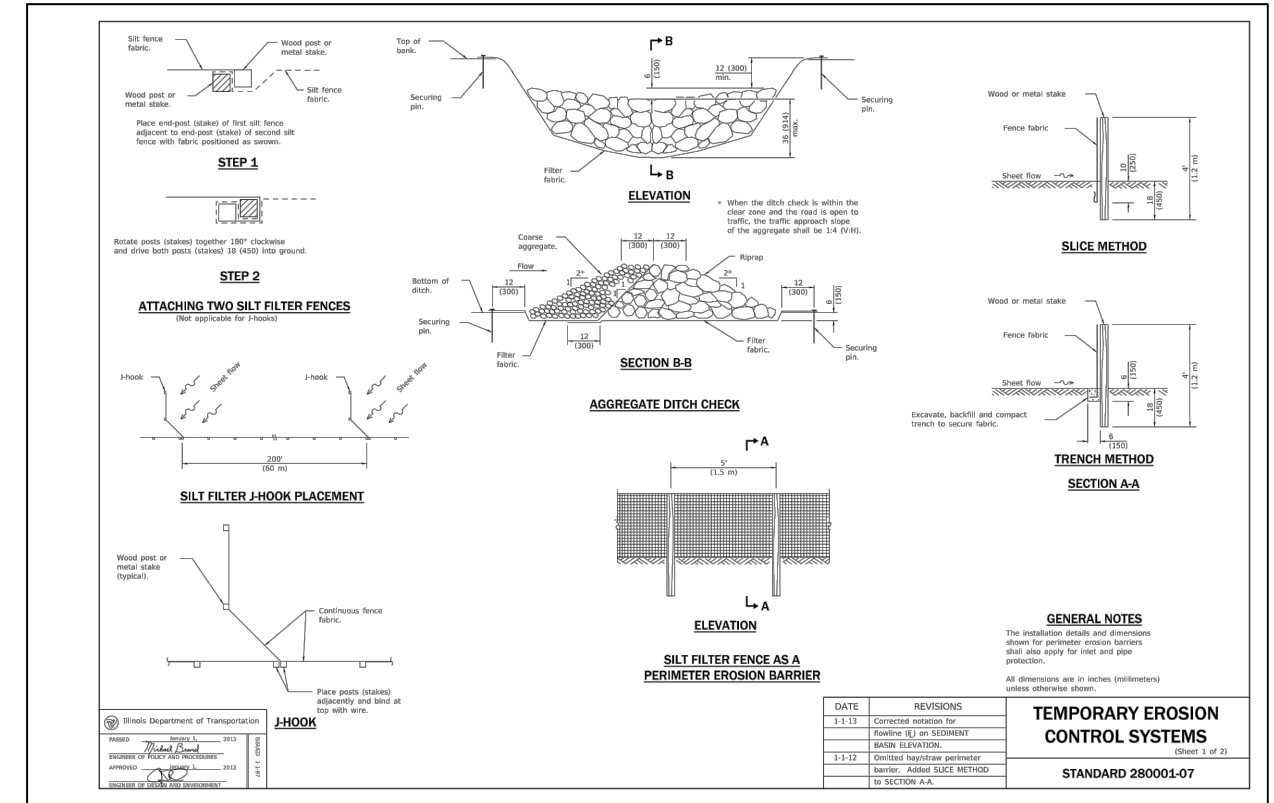 Silt fence
fabric.
Wood post or
metal stake.
Wood post or
metal stake.
Silt fence
fabric.
Place end-post (stake) of first silt fence
adjacent to end-post (stake) of second silt
fence with fabric positioned as swown.
STEP 1
Rotate posts (stakes) together 180° clockwise
and drive both posts (stakes) 18 (450) into ground.
STEP 2
ATTACHING TWO SILT FILTER FENCES
(Not applicable for J-hooks)
J-hook
Sheet flow
J-hook
Sheet flow
200'
(60 m)
SILT FILTER J-HOOK PLACEMENT
Wood post or
metal stake
(typical).
Continuous fence
fabric.
Place posts (stakes)
adjacently and bind at
top with wire.
J-HOOK
Top of
bank.
B
6
(150)
12 (300)
min.
Securing
pin.
Securing
pin.
36 (914)
max.
Filter
fabric.
B
ELEVATION
* When the ditch check is within the
clear zone and the road is open to
traffic, the traffic approach slope
of the aggregate shall be 1:4 (V:H).
Coarse
aggregate.
12
(300)
12
(300)
Riprap
Flow
Bottom of
ditch.
12
(300)
2*
1
1
1
2*
1
12
(300)
6
(150)
Securing
pin.
12
(300)
Filter
fabric.
Filter
fabric.
Securing
pin.
SECTION B-B
AGGREGATE DITCH CHECK
A
5'
(1.5 m)
A
ELEVATION
SILT FILTER FENCE AS A
PERIMETER EROSION BARRIER
Wood or metal stake
Fence fabric
Sheet flow
10
(250)
18
(450)
4'
(1.2 m)
SLICE METHOD
Wood or metal stake
Fence fabric
Sheet flow
6
(150)
18
(450)
4'
(1.2 m)
Excavate, backfill and compact
trench to secure fabric.
6
(150)
TRENCH METHOD
SECTION A-A
GENERAL NOTES
The installation details and dimensions
shown for perimeter erosion barriers
shall also apply for inlet and pipe
protection.
All dimensions are in inches (millimeters)
unless otherwise shown.
Illinois Department of Transportation
PASSED January 1, 2013
ENGINEER OF POLICY AND PROCEDURES
APPROVED January 1, 2013
ENGINEER OF DESIGN AND ENVIRONMENT
ISSUED 1-1-97
DATE REVISIONS
1-1-13 Corrected notation for
flowline (℄) on SEDIMENT
BASIN ELEVATION.
1-1-12 Omitted hay/straw perimeter
barrier. Added SLICE METHOD
to SECTION A-A.
TEMPORARY EROSION
CONTROL SYSTEMS
(Sheet 1 of 2)
STANDARD 280001-07